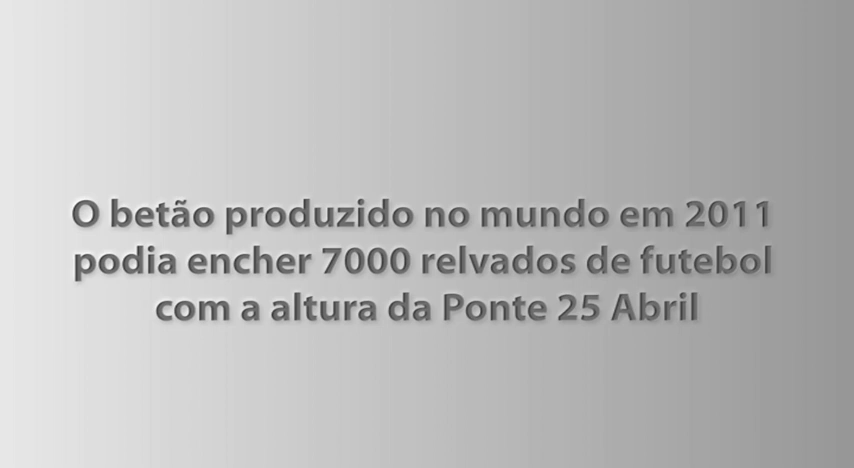 O betão produzido no mundo em 2011
podia encher 7000 relvados de futebol
com a altura da Ponte 25 Abril